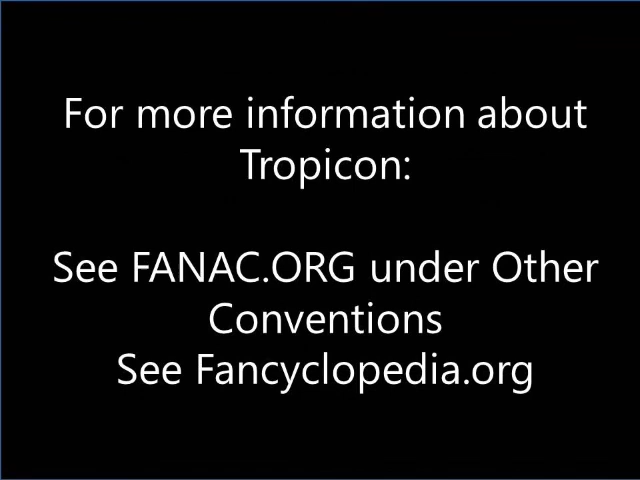 For more information about
Tropicon:
See FANAC.ORG under Other
Conventions
See Fancyclopedia.org